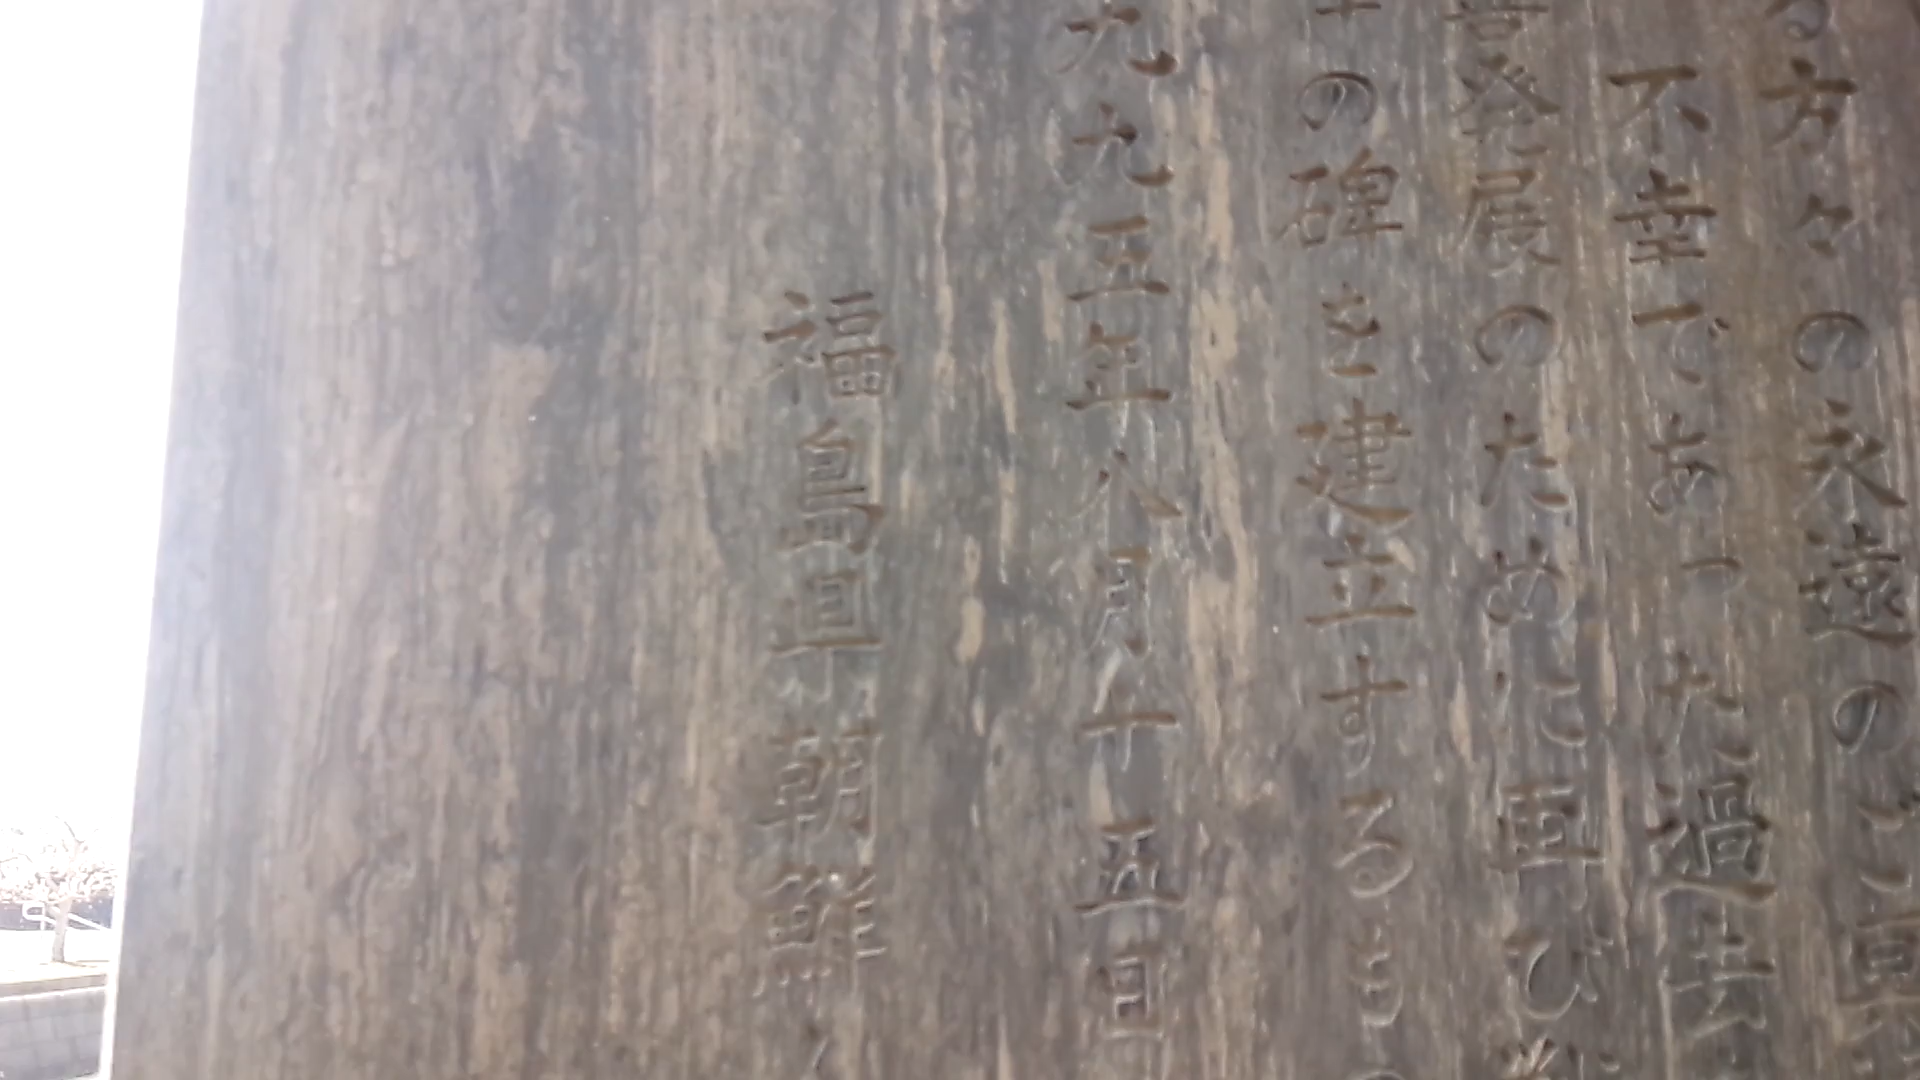 方々の永遠のご冥
不幸であった過去
発展のために再び
の碑を建立するも
九九五年八月十五日
福島県朝鮮人